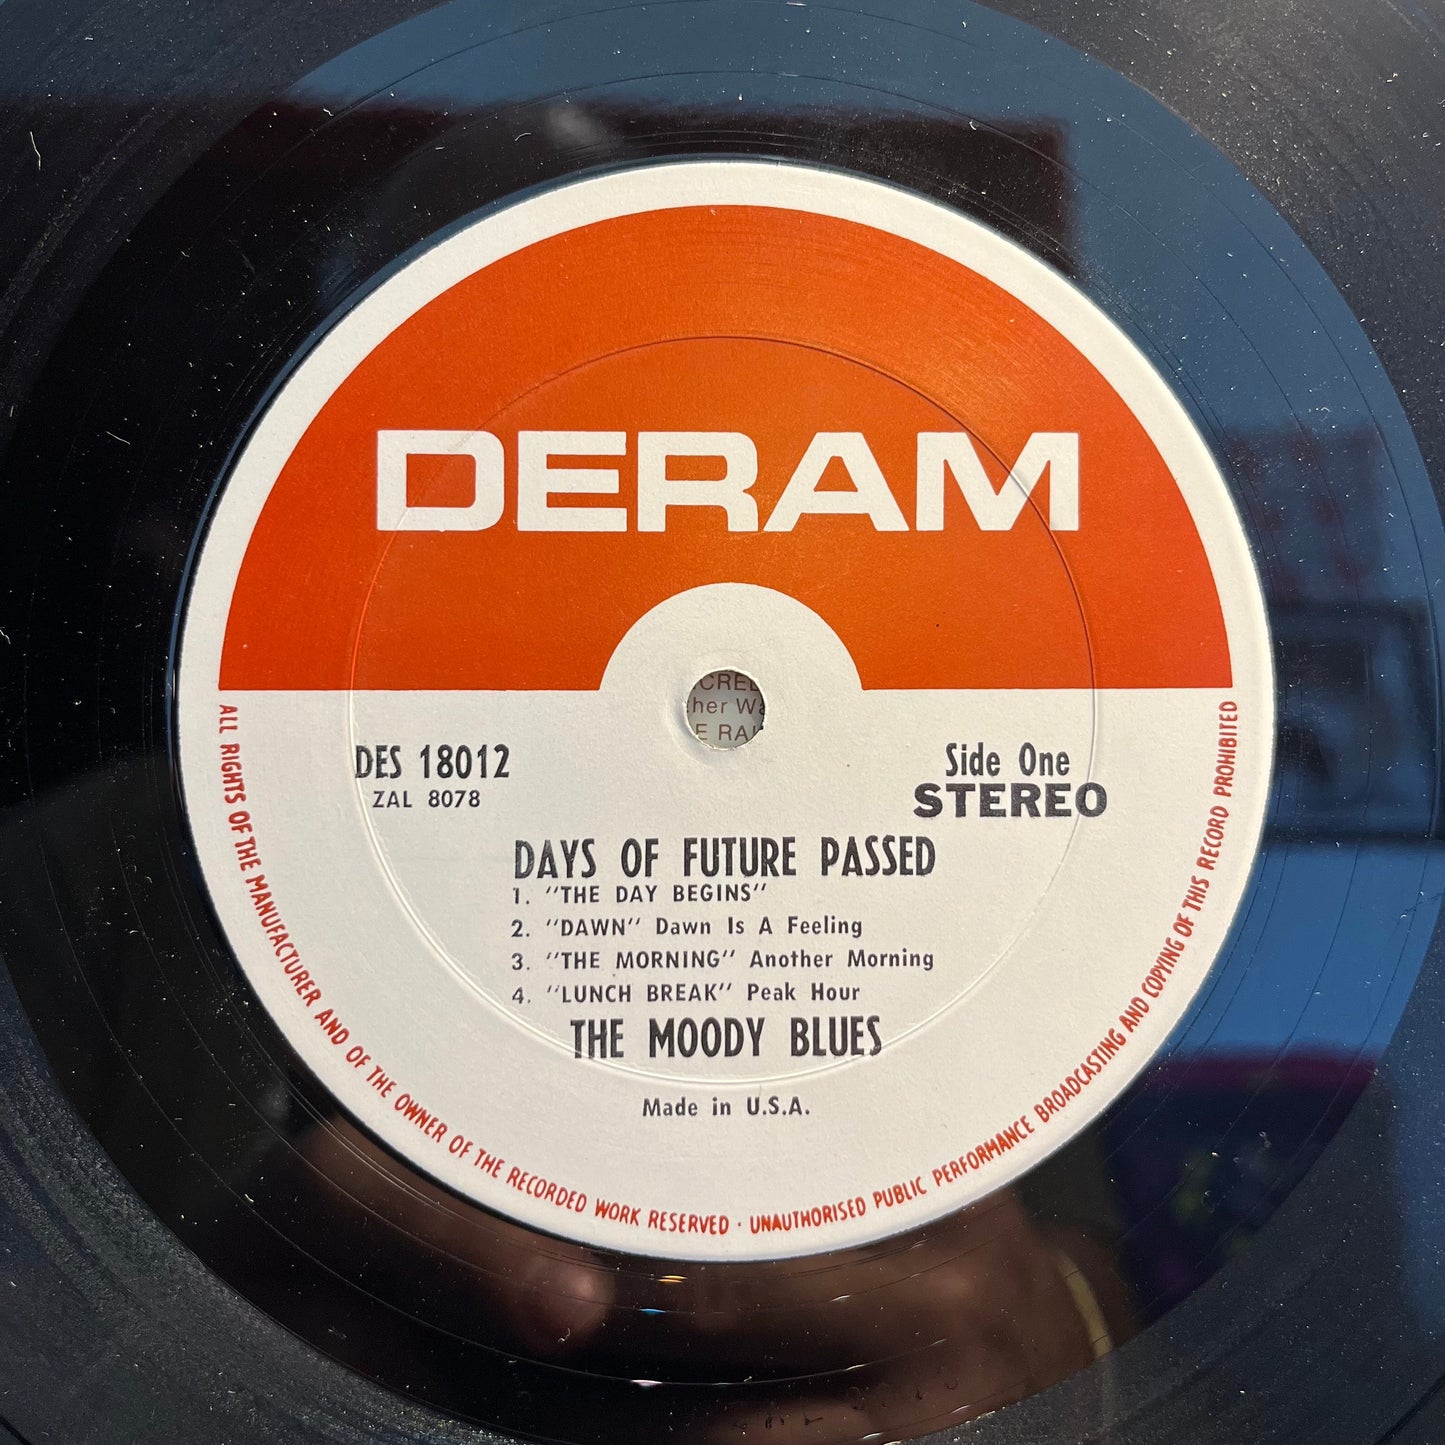 DERAM
DES 18012
ZAL 8078
Side One
STEREO
DAYS OF FUTURE PASSED
1. "THE DAY BEGINS"
2. "DAWN" Dawn Is A Feeling
3. "THE MORNING" Another Morning
4. "LUNCH BREAK" Peak Hour
THE MOODY BLUES
Made in U.S.A.
ALL RIGHTS OF THE MANUFACTURER AND OF THE OWNER OF THE RECORDED WORK RESERVED · UNAUTHORISED PUBLIC PERFORMANCE BROADCASTING AND COPYING OF THIS RECORD PROHIBITED